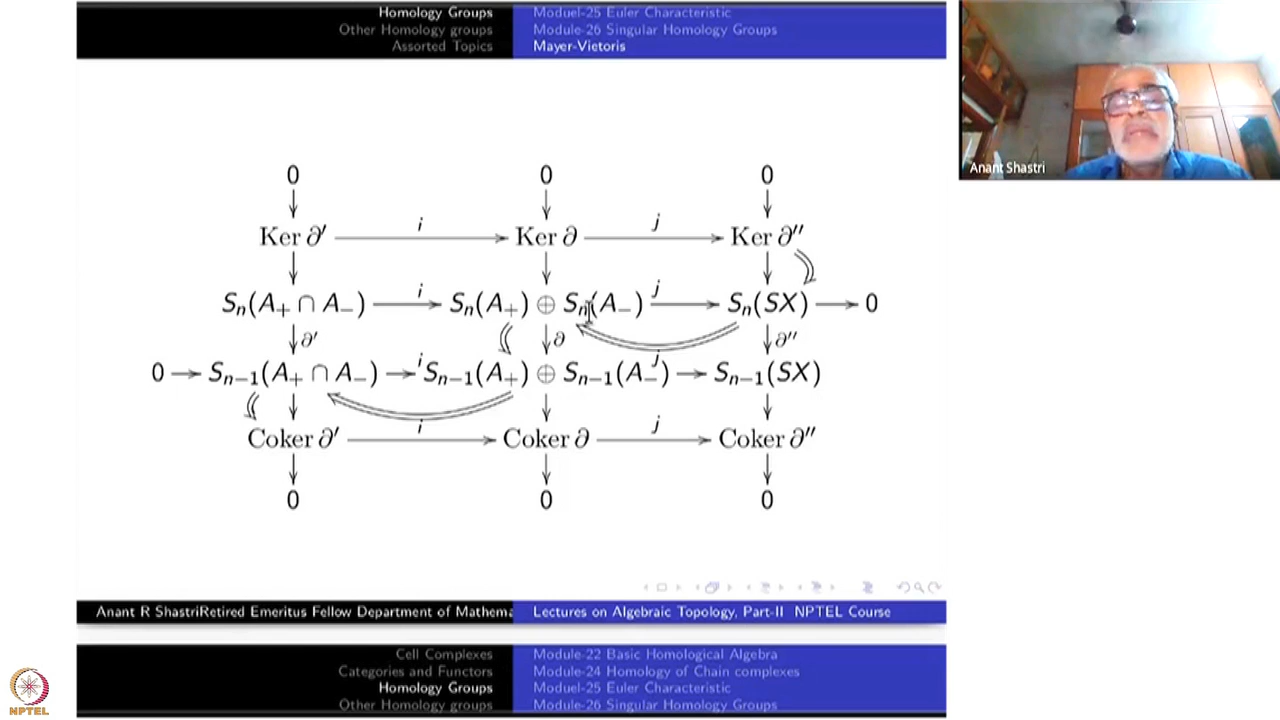 Homology Groups Moduel-25 Euler Characteristic
Other Homology groups Module-26 Singular Homology Groups
Assorted Topics Mayer-Vietoris
Anant Shastri
0 0 0
Ker ∂′ i Ker ∂ j Ker ∂″
Sₙ(A₊ ∩ A₋) i Sₙ(A₊) ⊕ Sₙ(A₋) j Sₙ(SX) 0
∂′ ∂ ∂″
0 Sₙ₋₁(A₊ ∩ A₋) i Sₙ₋₁(A₊) ⊕ Sₙ₋₁(A₋) j Sₙ₋₁(SX)
Coker ∂′ i Coker ∂ j Coker ∂″
0 0 0
Anant R ShastriRetired Emeritus Fellow Department of Mathema Lectures on Algebraic Topology, Part-II NPTEL Course
Cell Complexes Module-22 Basic Homological Algebra
Categories and Functors Module-24 Homology of Chain complexes
Homology Groups Moduel-25 Euler Characteristic
Other Homology groups Module-26 Singular Homology Groups
NPTEL